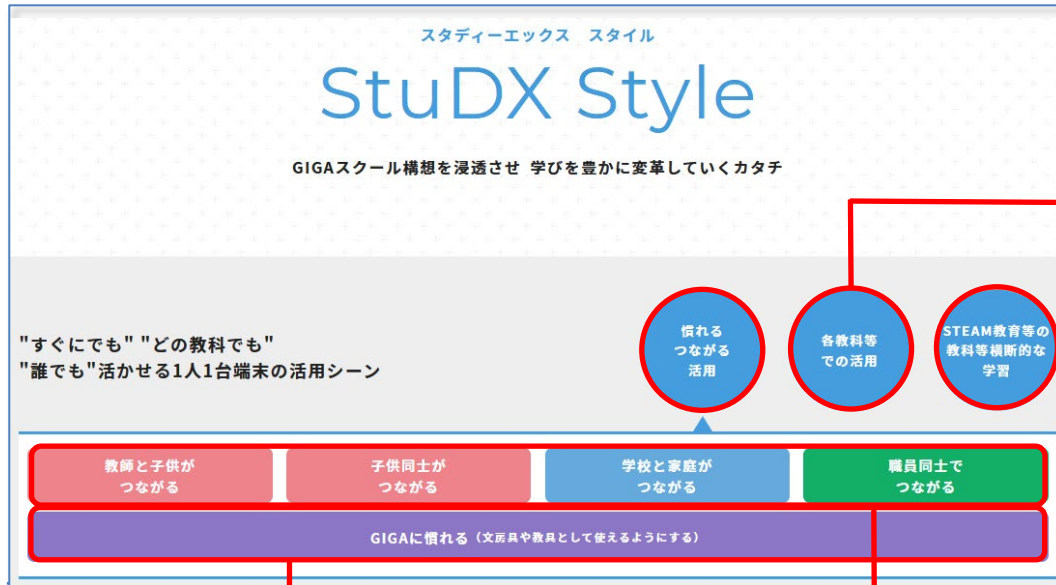 スタディーエックス　スタイル
StuDX Style
GIGAスクール構想を浸透させ 学びを豊かに変革していくカタチ
"すぐにでも" "どの教科でも"
"誰でも"活かせる1人1台端末の活用シーン
慣れる
つながる
活用
各教科等
での活用
STEAM教育等の
教科等横断的な
学習
教師と子供が
つながる
子供同士が
つながる
学校と家庭が
つながる
職員同士で
つながる
GIGAに慣れる（文房具や教具として使えるようにする）